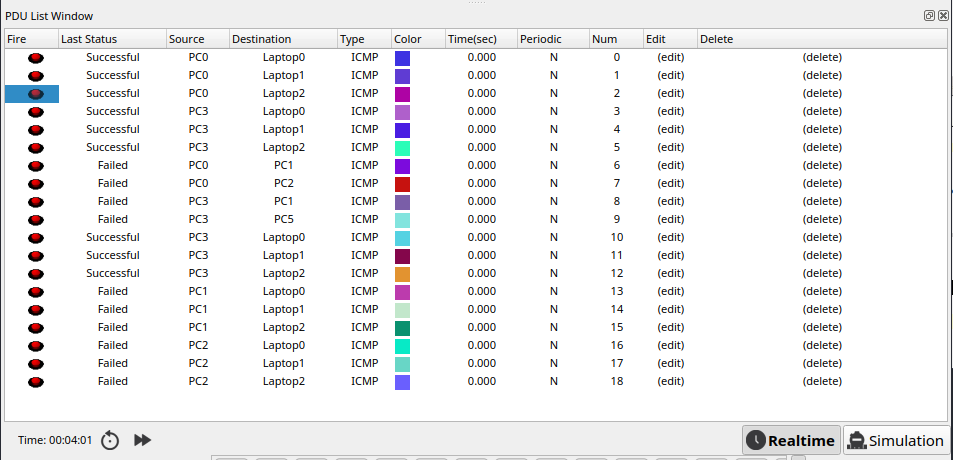 PDU List Window
Fire Last Status Source Destination Type Color Time(sec) Periodic Num Edit Delete
Successful PC0 Laptop0 ICMP 0.000 N 0 (edit) (delete)
Successful PC0 Laptop1 ICMP 0.000 N 1 (edit) (delete)
Successful PC0 Laptop2 ICMP 0.000 N 2 (edit) (delete)
Successful PC3 Laptop0 ICMP 0.000 N 3 (edit) (delete)
Successful PC3 Laptop1 ICMP 0.000 N 4 (edit) (delete)
Successful PC3 Laptop2 ICMP 0.000 N 5 (edit) (delete)
Failed PC0 PC1 ICMP 0.000 N 6 (edit) (delete)
Failed PC0 PC2 ICMP 0.000 N 7 (edit) (delete)
Failed PC3 PC1 ICMP 0.000 N 8 (edit) (delete)
Failed PC3 PC5 ICMP 0.000 N 9 (edit) (delete)
Successful PC3 Laptop0 ICMP 0.000 N 10 (edit) (delete)
Successful PC3 Laptop1 ICMP 0.000 N 11 (edit) (delete)
Successful PC3 Laptop2 ICMP 0.000 N 12 (edit) (delete)
Failed PC1 Laptop0 ICMP 0.000 N 13 (edit) (delete)
Failed PC1 Laptop1 ICMP 0.000 N 14 (edit) (delete)
Failed PC1 Laptop2 ICMP 0.000 N 15 (edit) (delete)
Failed PC2 Laptop0 ICMP 0.000 N 16 (edit) (delete)
Failed PC2 Laptop1 ICMP 0.000 N 17 (edit) (delete)
Failed PC2 Laptop2 ICMP 0.000 N 18 (edit) (delete)
Time: 00:04:01 Realtime Simulation